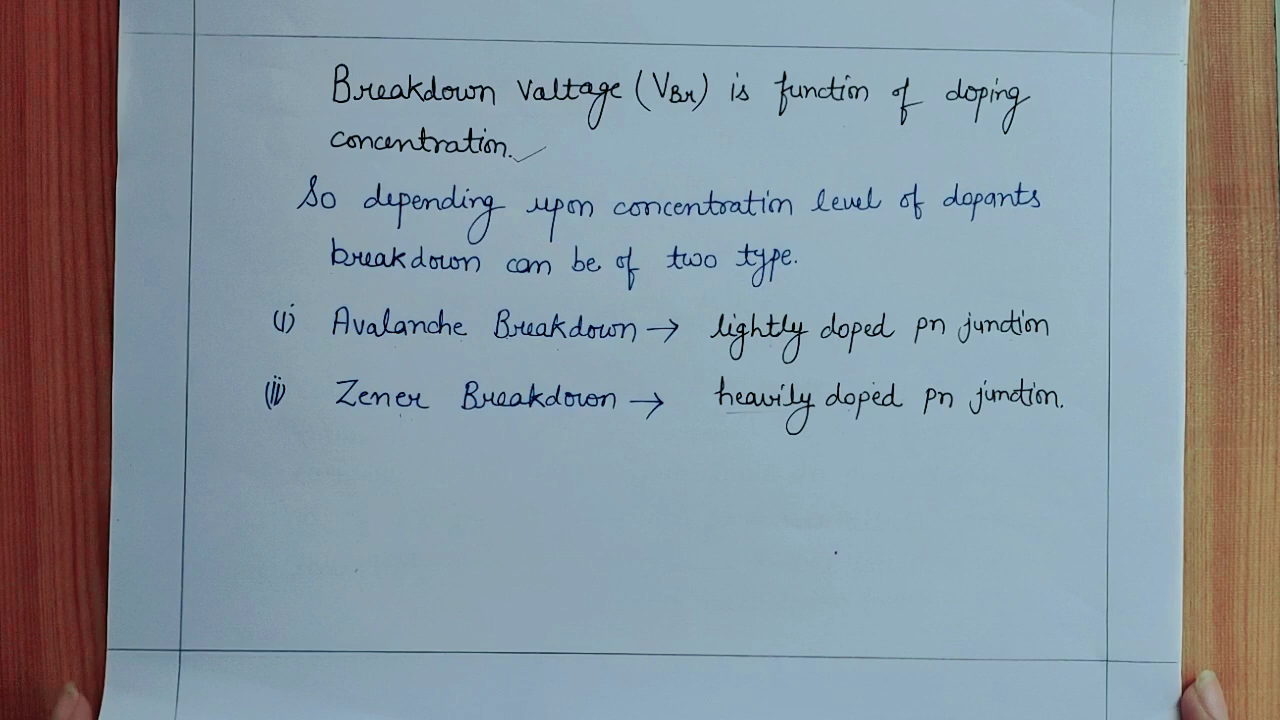 Breakdown Valtage (VBr) is function of doping
concentration.
So depending upon concentration level of dopants
breakdown can be of two type.
(i) Avalanche Breakdown → lightly doped pn junction
(ii) Zener Breakdown → heavily doped pn junction.